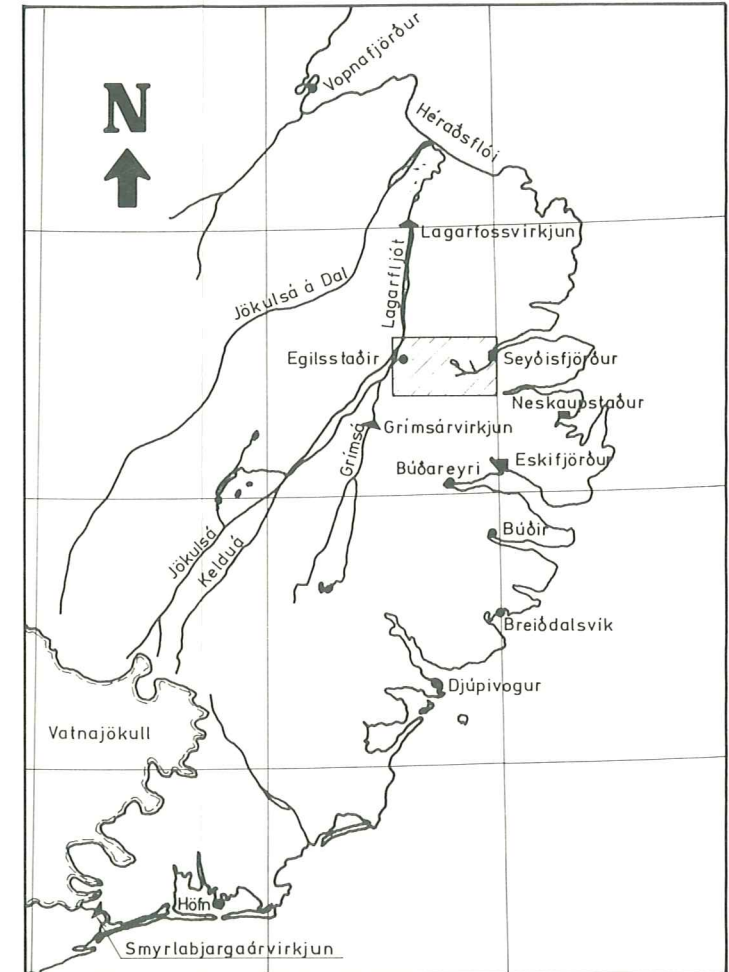 Vopnafjörður
N
Héraðsflói
Lagarfossvirkjun
Lagarfljót
Jökulsá á Dal
Egilsstaðir
Seyðisfjörður
Neskaupstaður
Grímsá
Grímsárvirkjun
Búðareyri
Eskifjörður
Búðir
Jökulsá
Kelduá
Breiðdalsvik
Djúpivogur
Vatnajökull
Höfn
Smyrlabjargaárvirkjun